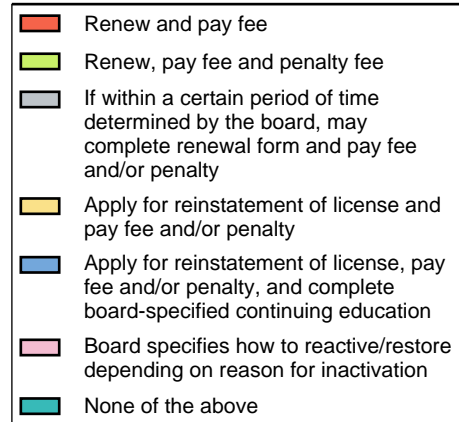 Renew and pay fee
Renew, pay fee and penalty fee
If within a certain period of time
determined by the board, may
complete renewal form and pay fee
and/or penalty
Apply for reinstatement of license and
pay fee and/or penalty
Apply for reinstatement of license, pay
fee and/or penalty, and complete
board-specified continuing education
Board specifies how to reactive/restore
depending on reason for inactivation
None of the above